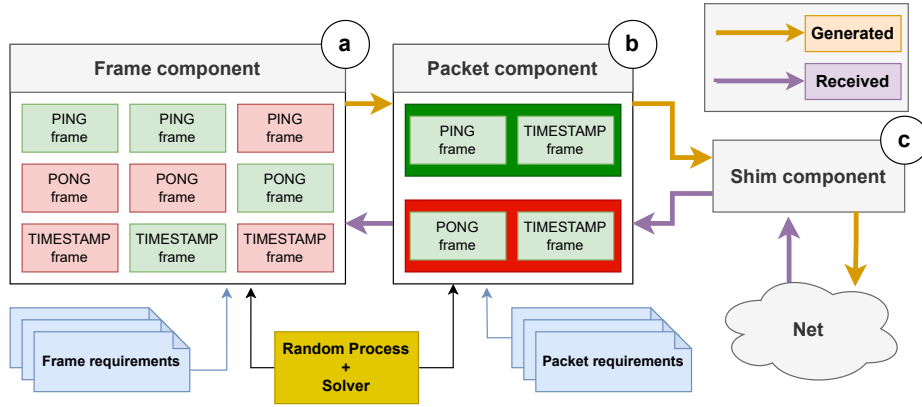 a
Frame component
PING
frame
PING
frame
PING
frame
PONG
frame
PONG
frame
PONG
frame
TIMESTAMP
frame
TIMESTAMP
frame
TIMESTAMP
frame
b
Packet component
PING
frame
TIMESTAMP
frame
PONG
frame
TIMESTAMP
frame
Generated
Received
c
Shim component
Net
Frame requirements
Random Process
+
Solver
Packet requirements